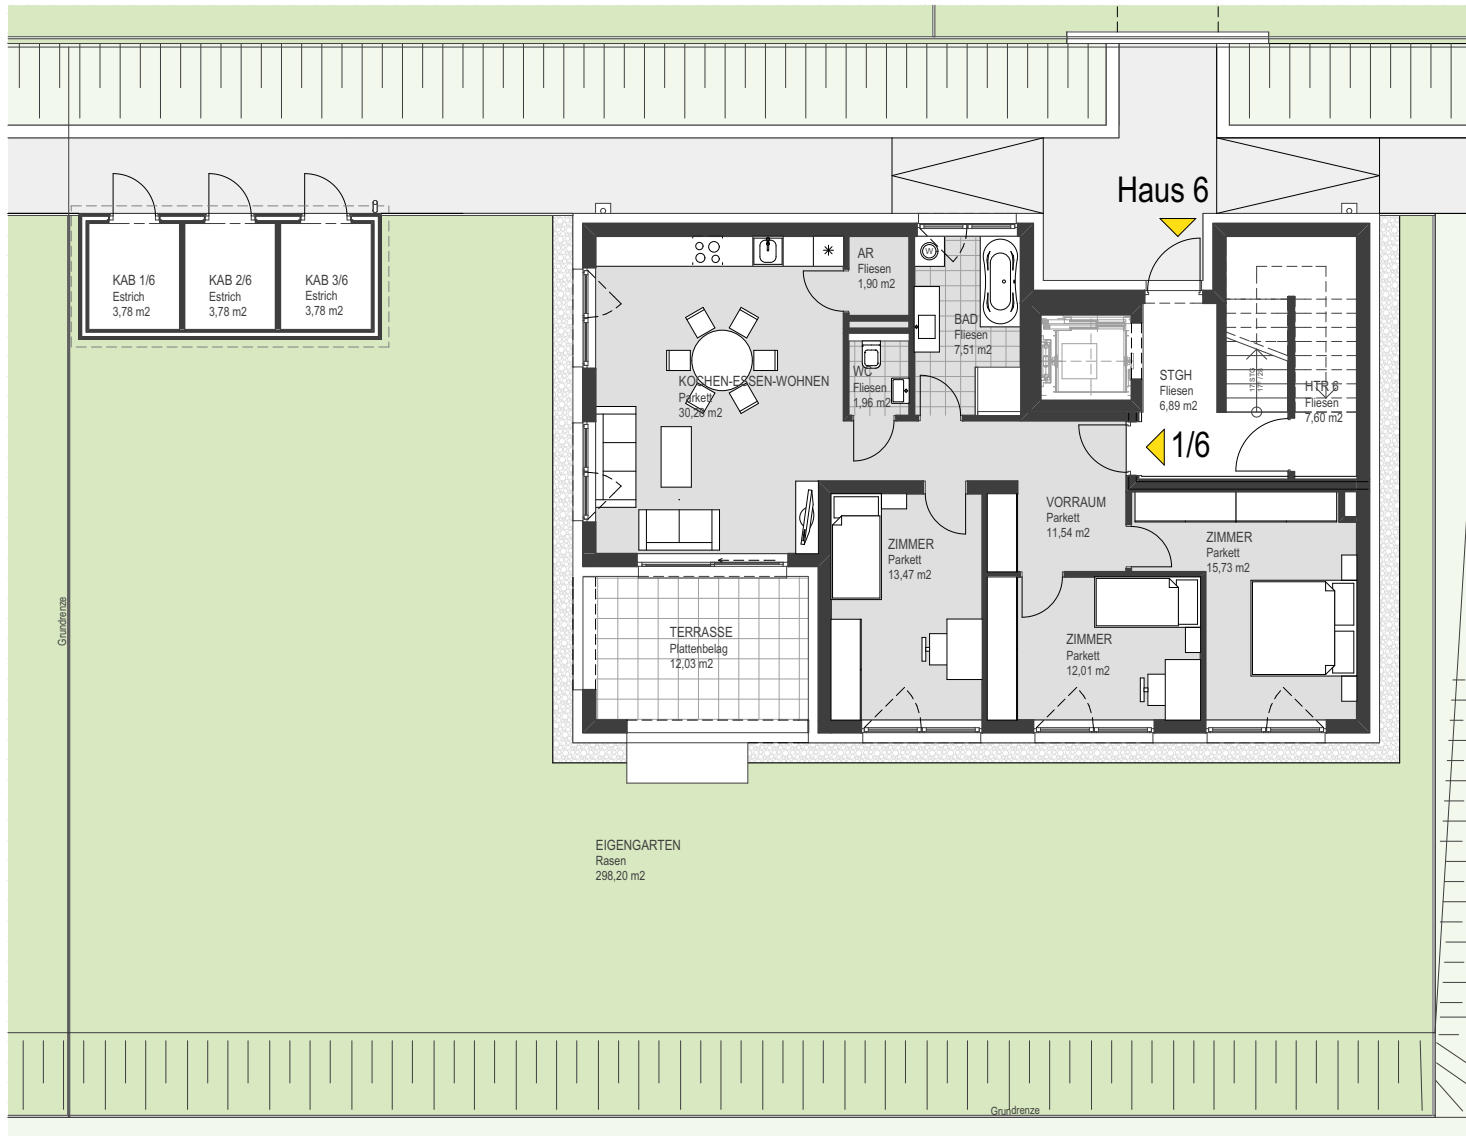 Haus 6
KAB 1/6
Estrich
3,78 m2
KAB 2/6
Estrich
3,78 m2
KAB 3/6
Estrich
3,78 m2
AR
Fliesen
1,90 m2
W
BAD
Fliesen
7,51 m2
KOCHEN-ESSEN-WOHNEN
Parkett
30,28 m2
WC
Fliesen
1,96 m2
STGH
Fliesen
6,89 m2
HTR 6
Fliesen
7,60 m2
1/6
VORRAUM
Parkett
11,54 m2
ZIMMER
Parkett
13,47 m2
ZIMMER
Parkett
15,73 m2
ZIMMER
Parkett
12,01 m2
TERRASSE
Plattenbelag
12,03 m2
Grundrenze
EIGENGARTEN
Rasen
298,20 m2
Grundrenze